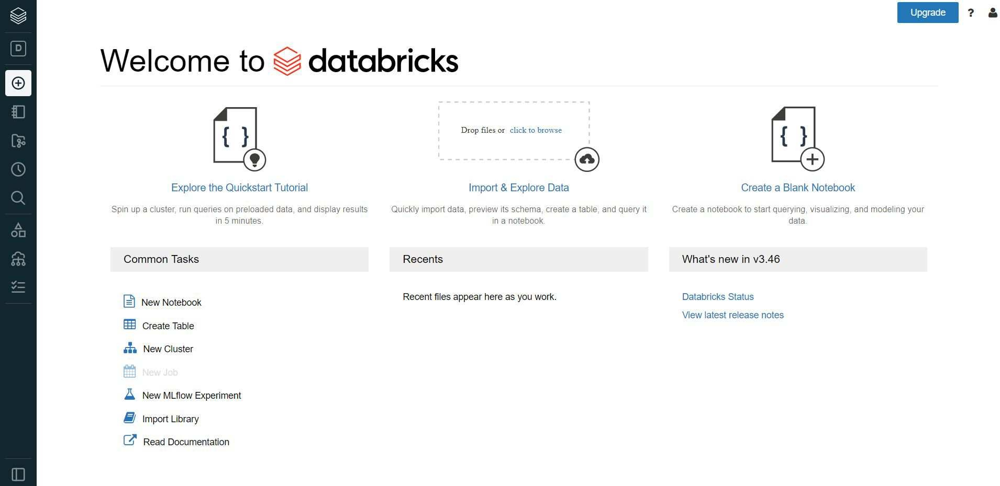 Upgrade ?
D
Welcome to databricks
{ }
Drop files or click to browse
{ }
Explore the Quickstart Tutorial
Spin up a cluster, run queries on preloaded data, and display results
in 5 minutes.
Import & Explore Data
Quickly import data, preview its schema, create a table, and query it
in a notebook.
Create a Blank Notebook
Create a notebook to start querying, visualizing, and modeling your
data.
Common Tasks
New Notebook
Create Table
New Cluster
New Job
New MLflow Experiment
Import Library
Read Documentation
Recents
Recent files appear here as you work.
What's new in v3.46
Databricks Status
View latest release notes